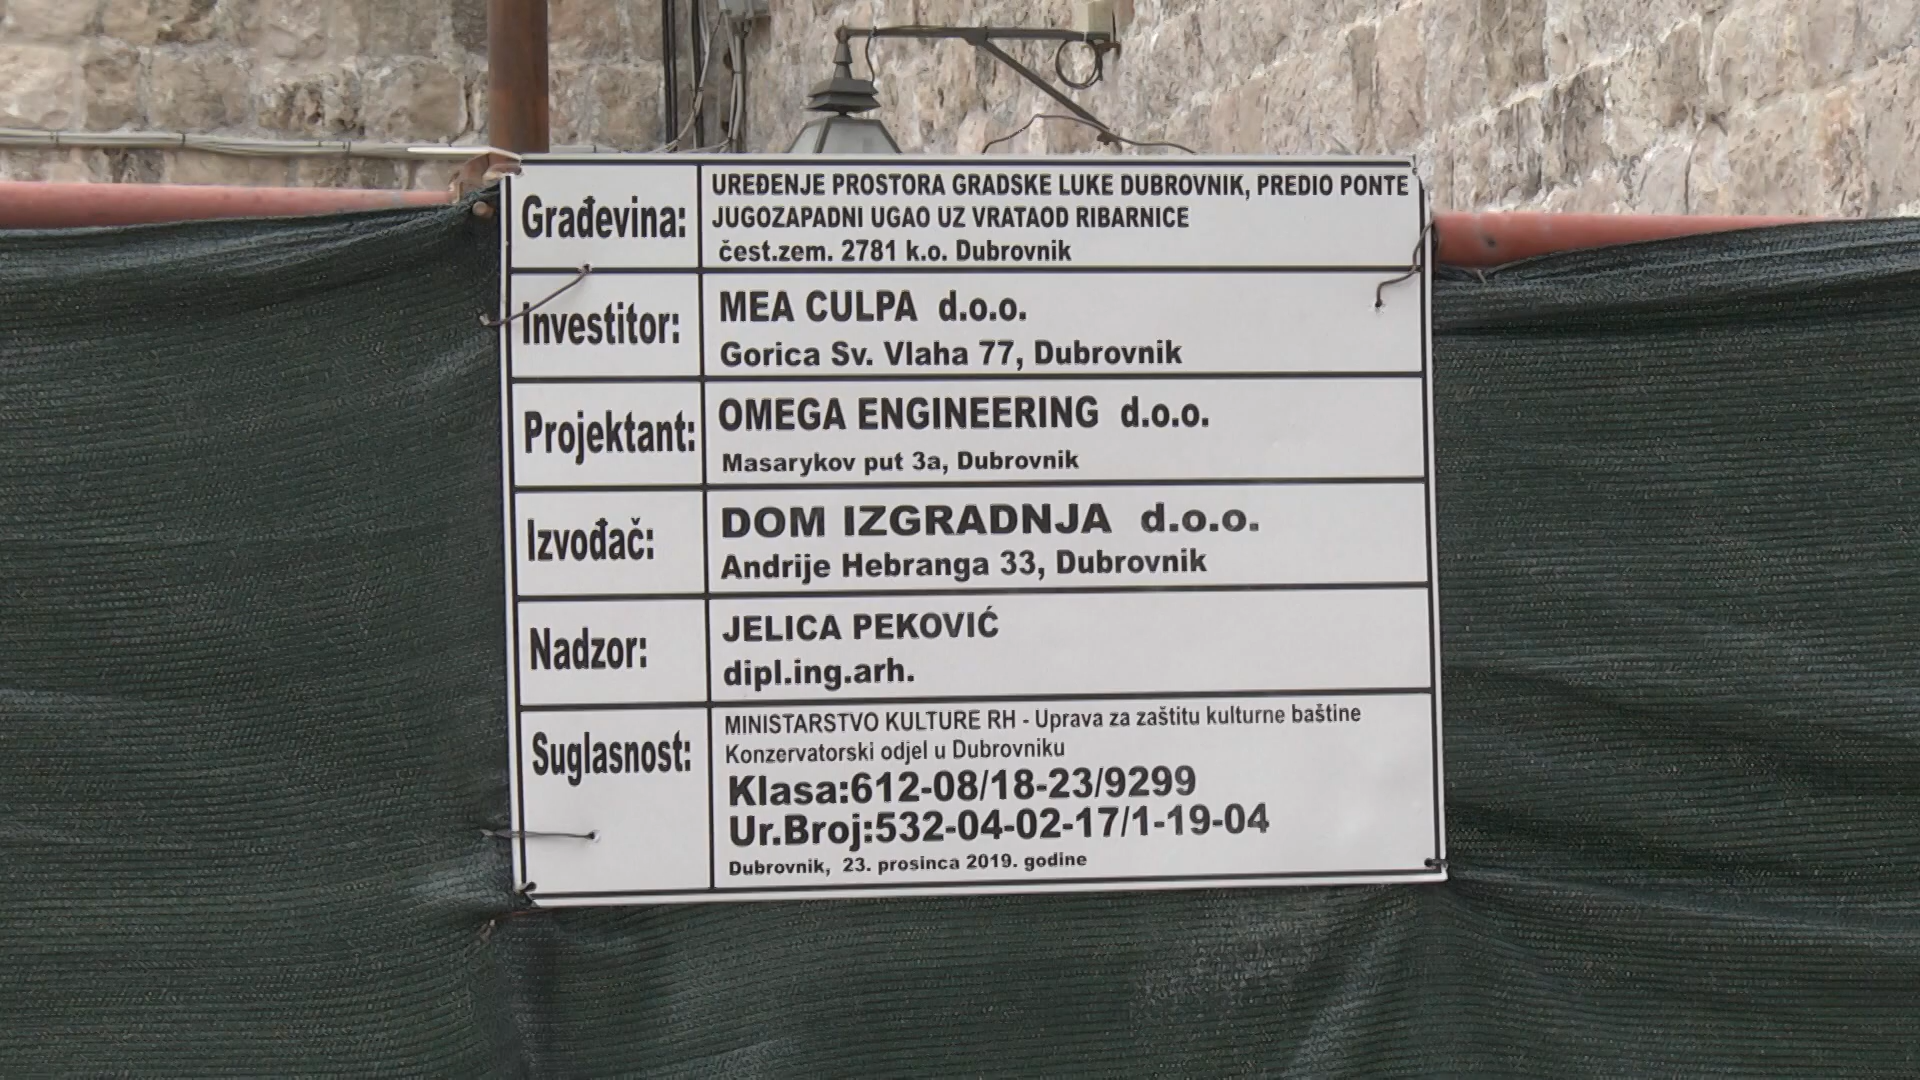 Građevina:
UREĐENJE PROSTORA GRADSKE LUKE DUBROVNIK, PREDIO PONTE
JUGOZAPADNI UGAO UZ VRATAOD RIBARNICE
čest.zem. 2781 k.o. Dubrovnik
Investitor:
MEA CULPA d.o.o.
Gorica Sv. Vlaha 77, Dubrovnik
Projektant:
OMEGA ENGINEERING d.o.o.
Masarykov put 3a, Dubrovnik
Izvođač:
DOM IZGRADNJA d.o.o.
Andrije Hebranga 33, Dubrovnik
Nadzor:
JELICA PEKOVIĆ
dipl.ing.arh.
Suglasnost:
MINISTARSTVO KULTURE RH - Uprava za zaštitu kulturne baštine
Konzervatorski odjel u Dubrovniku
Klasa:612-08/18-23/9299
Ur.Broj:532-04-02-17/1-19-04
Dubrovnik, 23. prosinca 2019. godine